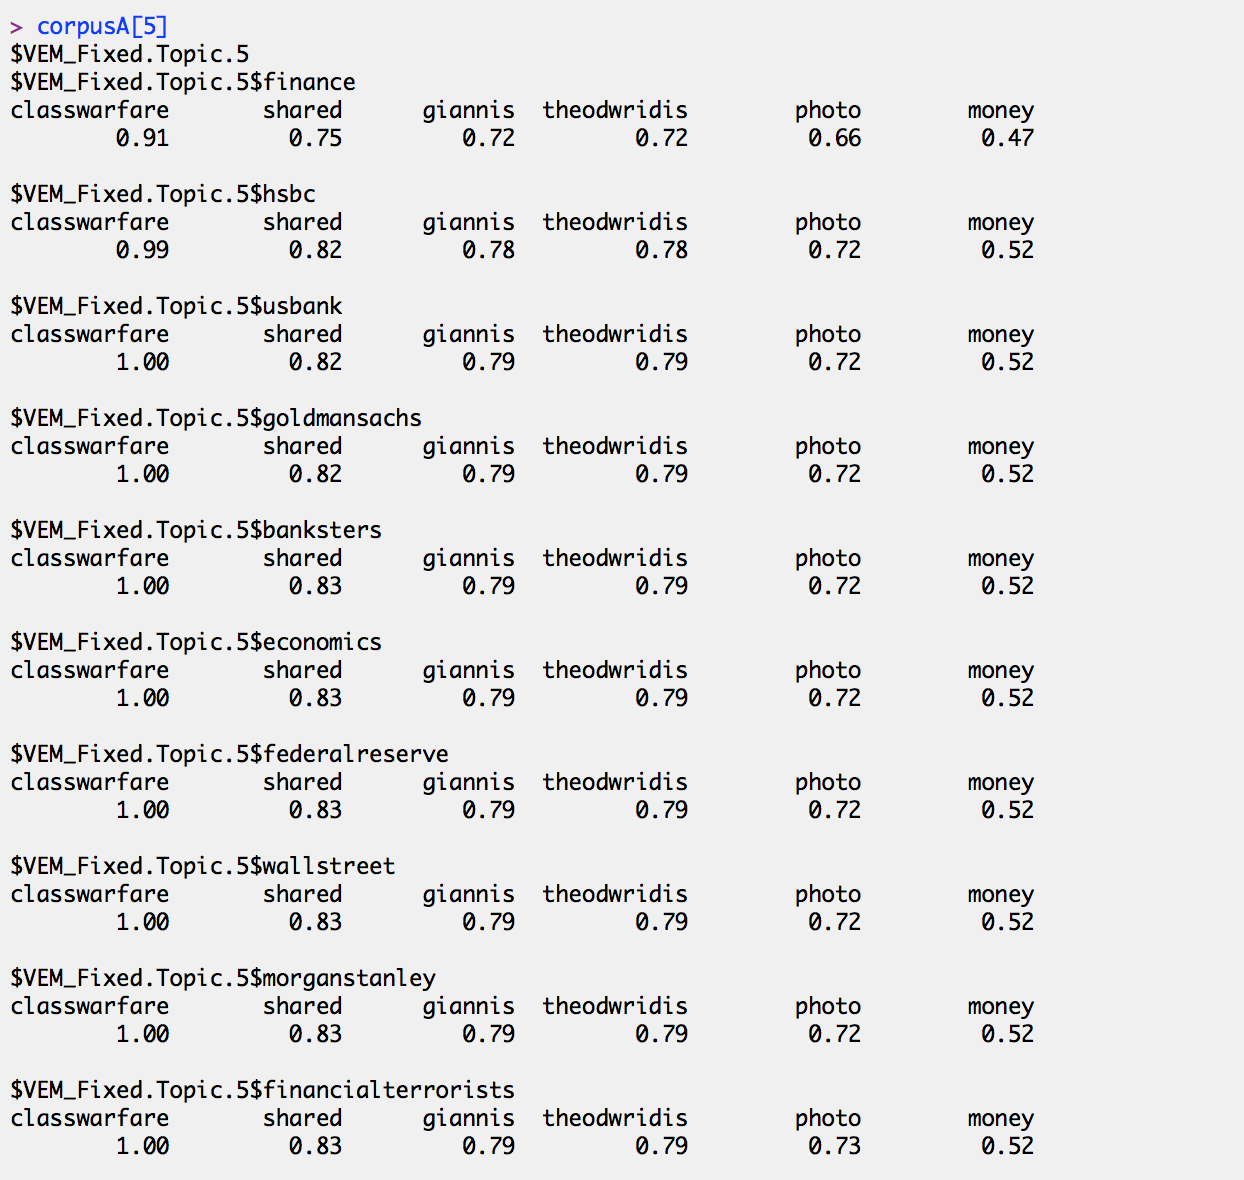 > corpusA[5]
$VEM_Fixed.Topic.5
$VEM_Fixed.Topic.5$finance
classwarfare shared giannis theodwridis photo money
0.91 0.75 0.72 0.72 0.66 0.47
$VEM_Fixed.Topic.5$hsbc
classwarfare shared giannis theodwridis photo money
0.99 0.82 0.78 0.78 0.72 0.52
$VEM_Fixed.Topic.5$usbank
classwarfare shared giannis theodwridis photo money
1.00 0.82 0.79 0.79 0.72 0.52
$VEM_Fixed.Topic.5$goldmansachs
classwarfare shared giannis theodwridis photo money
1.00 0.82 0.79 0.79 0.72 0.52
$VEM_Fixed.Topic.5$banksters
classwarfare shared giannis theodwridis photo money
1.00 0.83 0.79 0.79 0.72 0.52
$VEM_Fixed.Topic.5$economics
classwarfare shared giannis theodwridis photo money
1.00 0.83 0.79 0.79 0.72 0.52
$VEM_Fixed.Topic.5$federalreserve
classwarfare shared giannis theodwridis photo money
1.00 0.83 0.79 0.79 0.72 0.52
$VEM_Fixed.Topic.5$wallstreet
classwarfare shared giannis theodwridis photo money
1.00 0.83 0.79 0.79 0.72 0.52
$VEM_Fixed.Topic.5$morganstanley
classwarfare shared giannis theodwridis photo money
1.00 0.83 0.79 0.79 0.72 0.52
$VEM_Fixed.Topic.5$financialterrorists
classwarfare shared giannis theodwridis photo money
1.00 0.83 0.79 0.79 0.73 0.52